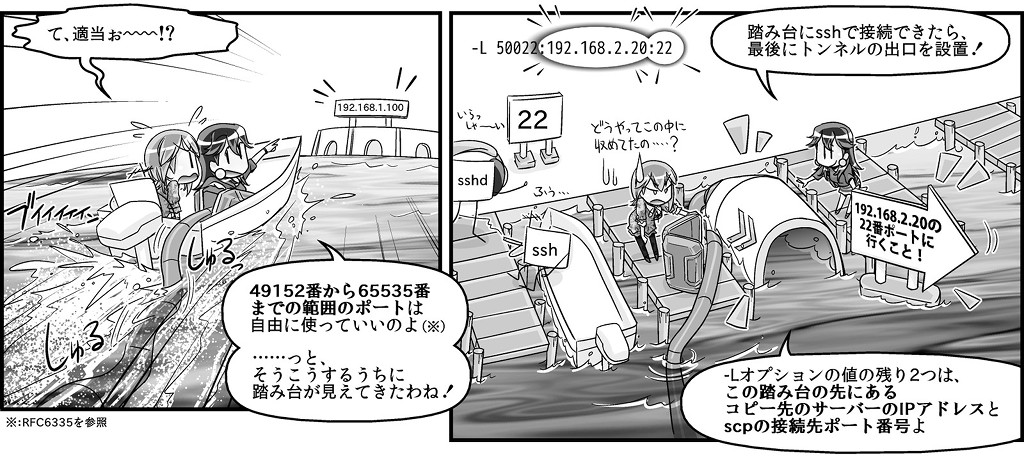 て、適当ぉ～～～!?
192.168.1.100
ブイイイイィン
しゅるっ
しゅるる
49152番から65535番
までの範囲のポートは
自由に使っていいのよ(※)
……っと、
そうこうするうちに
踏み台が見えてきたわね！
※:RFC6335を参照
-L 50022:192.168.2.20:22
踏み台にsshで接続できたら、
最後にトンネルの出口を設置！
いらっ
しゃーい
22
どうやってこの中に
収めてたの‥‥？
sshd
ふぅ…
ssh
192.168.2.20の
22番ポートに
行くこと！
-Lオプションの値の残り2つは、
この踏み台の先にある
コピー先のサーバーのIPアドレスと
scpの接続先ポート番号よ